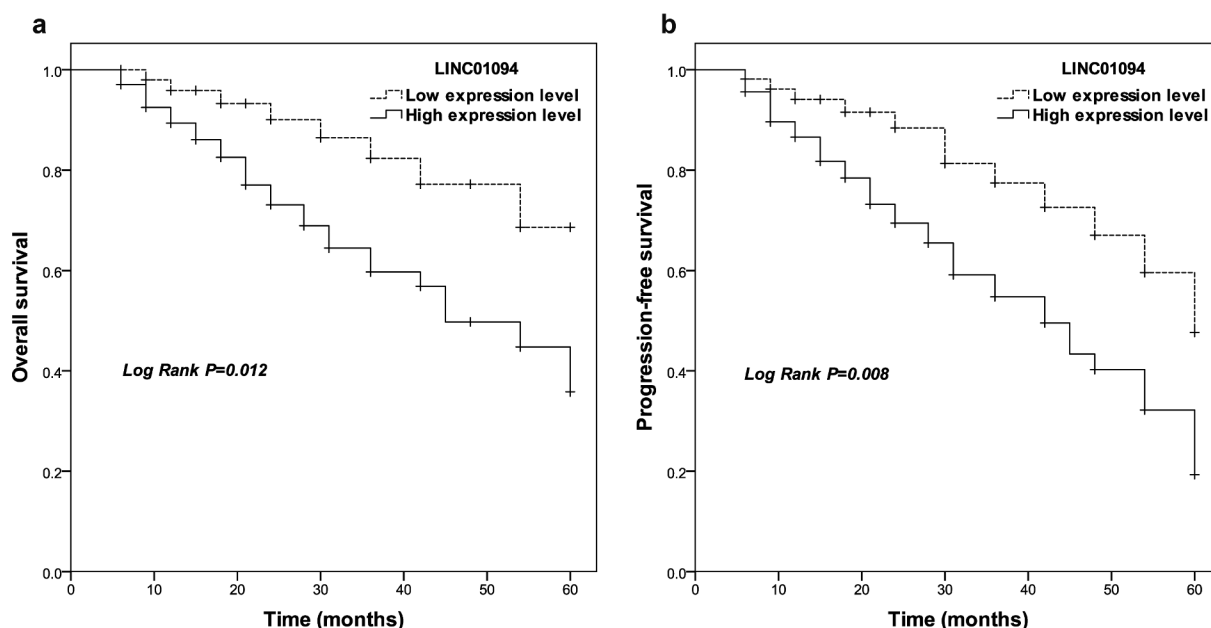 a
LINC01094
Low expression level
High expression level
Overall survival
1.0
0.8
0.6
0.4
0.2
0.0
Log Rank P=0.012
0 10 20 30 40 50 60
Time (months)
b
LINC01094
Low expression level
High expression level
Progression-free survival
1.0
0.8
0.6
0.4
0.2
0.0
Log Rank P=0.008
0 10 20 30 40 50 60
Time (months)